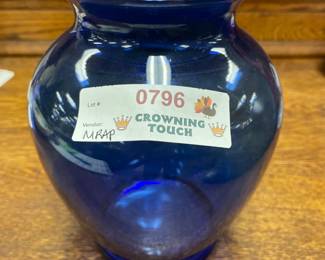 Lot #
0796
Vendor:
MRAP
CROWNING
TOUCH